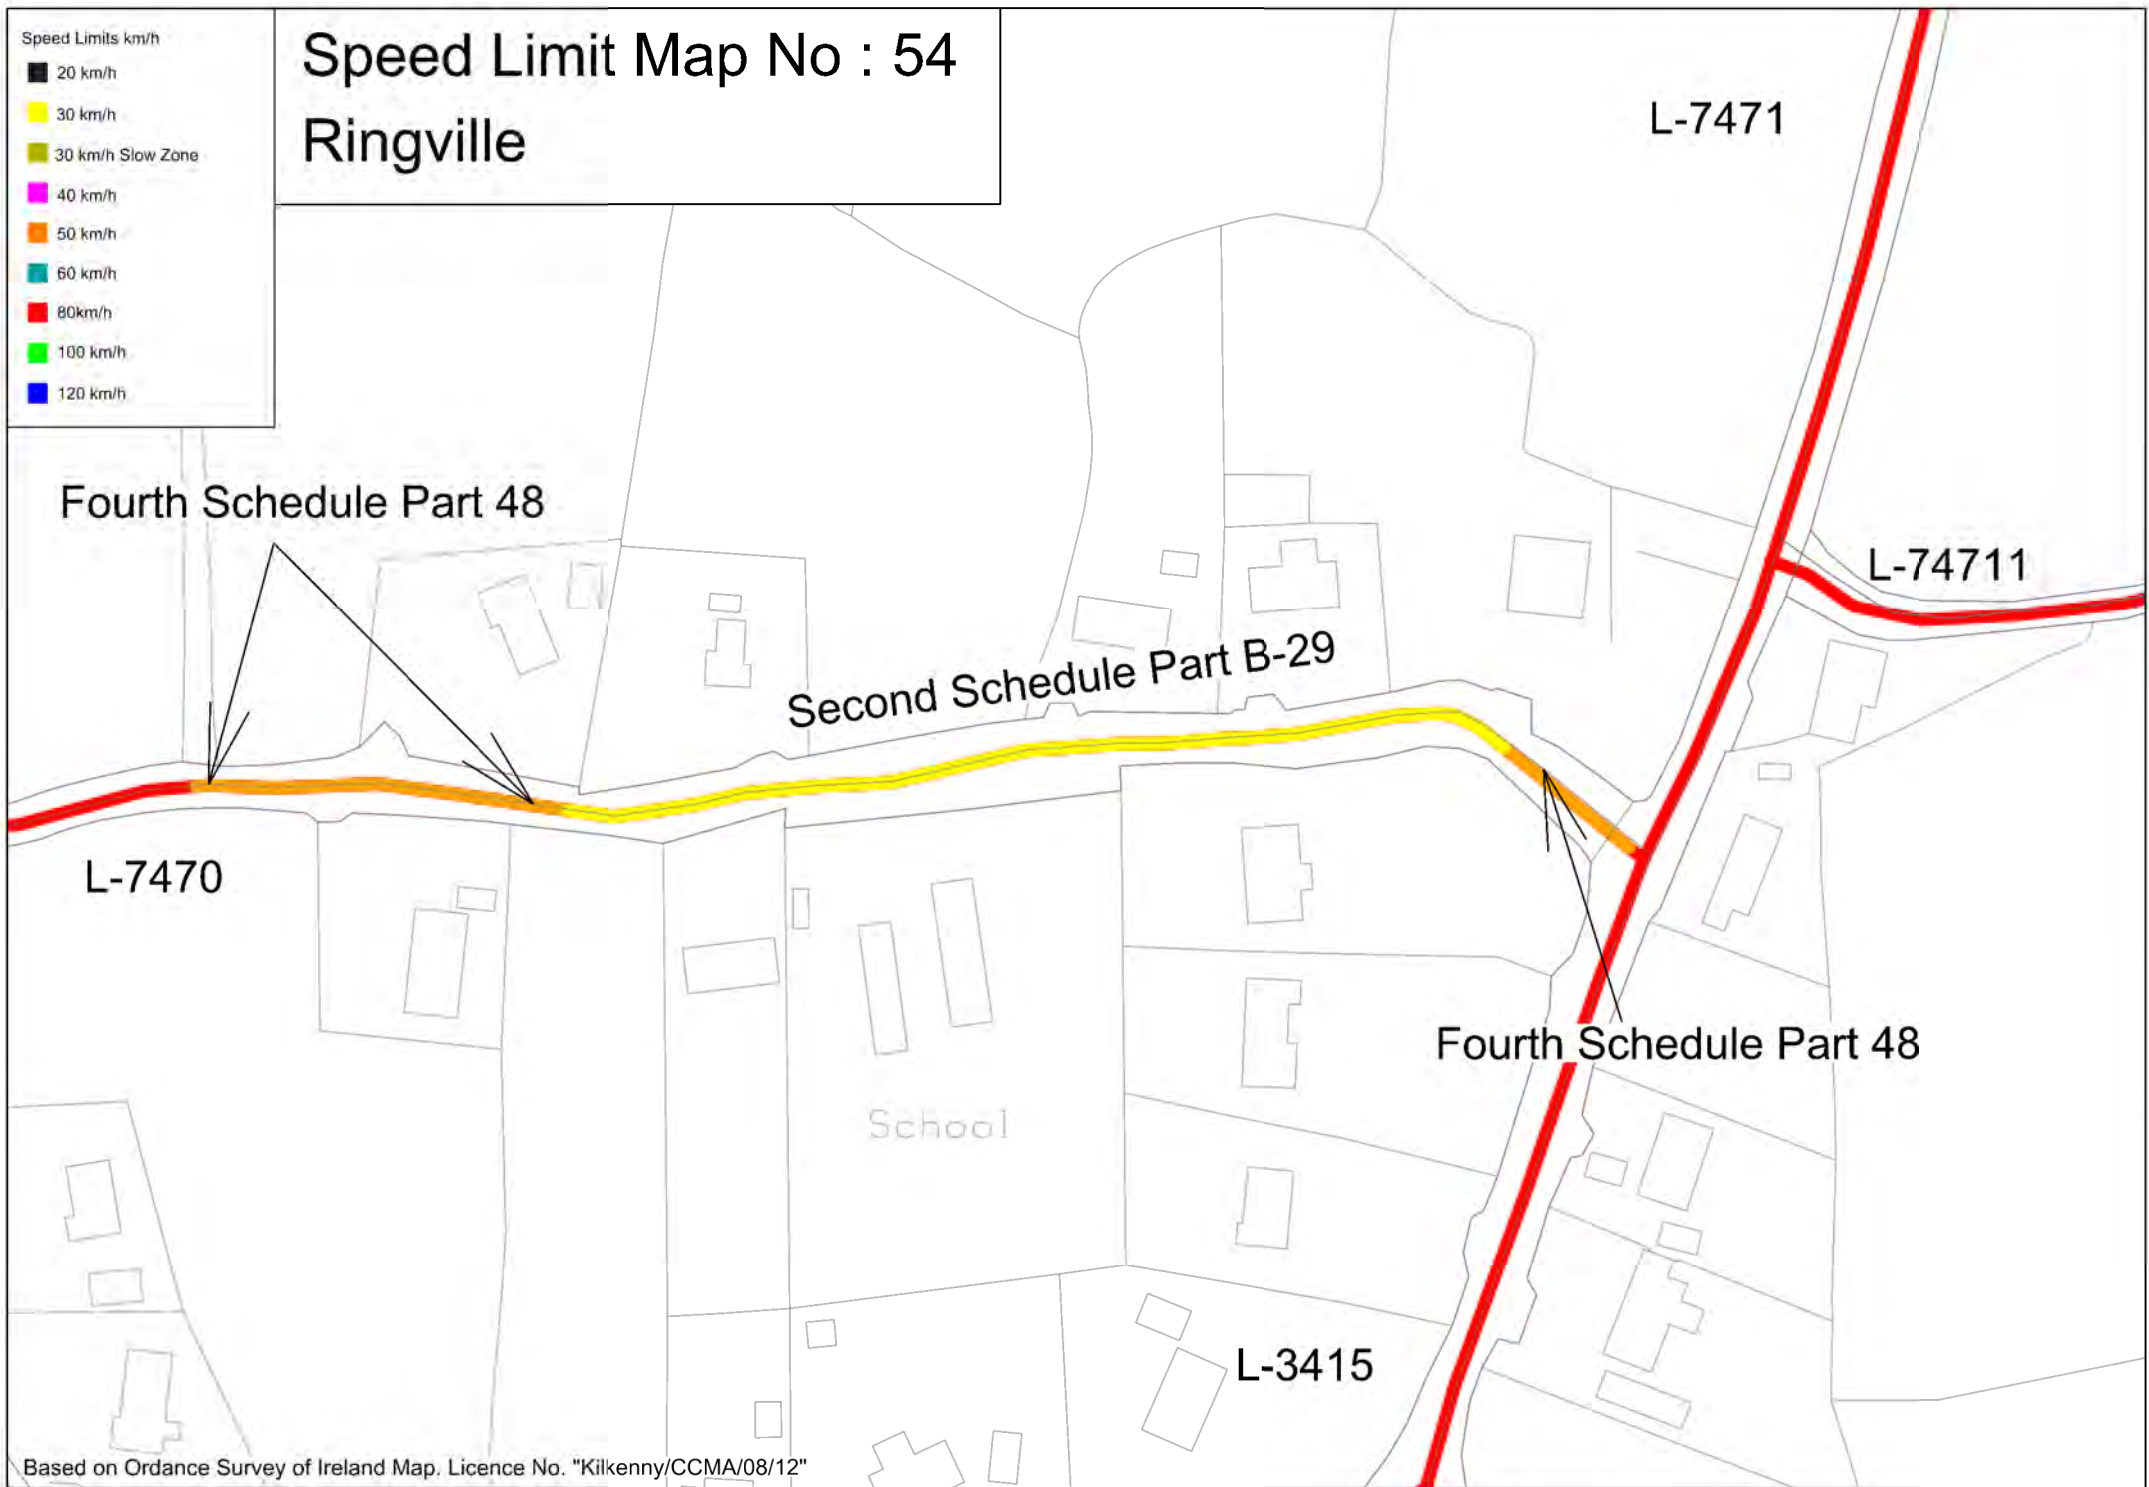 Speed Limits km/h
20 km/h
30 km/h
30 km/h Slow Zone
40 km/h
50 km/h
60 km/h
80km/h
100 km/h
120 km/h
Speed Limit Map No : 54
Ringville
L-7471
Fourth Schedule Part 48
L-74711
Second Schedule Part B-29
L-7470
Fourth Schedule Part 48
School
L-3415
Based on Ordance Survey of Ireland Map. Licence No. "Kilkenny/CCMA/08/12"